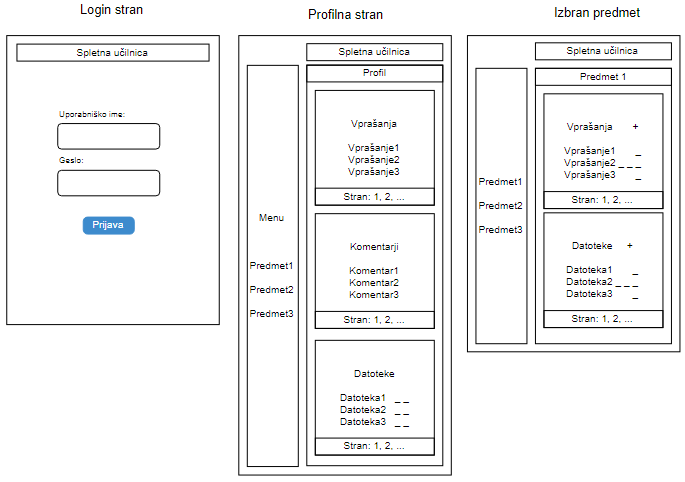 Login stran
Spletna učilnica
Uporabniško ime:
Geslo:
Prijava
Profilna stran
Spletna učilnica
Menu
Predmet1
Predmet2
Predmet3
Profil
Vprašanja
Vprašanje1
Vprašanje2
Vprašanje3
Stran: 1, 2, ...
Komentarji
Komentar1
Komentar2
Komentar3
Stran: 1, 2, ...
Datoteke
Datoteka1 _ _
Datoteka2 _ _
Datoteka3 _ _
Stran: 1, 2, ...
Izbran predmet
Spletna učilnica
Predmet1
Predmet2
Predmet3
Predmet 1
Vprašanja +
Vprašanje1 _
Vprašanje2 _ _ _
Vprašanje3 _
Stran: 1, 2, ...
Datoteke +
Datoteka1 _
Datoteka2 _ _ _
Datoteka3 _
Stran: 1, 2, ...